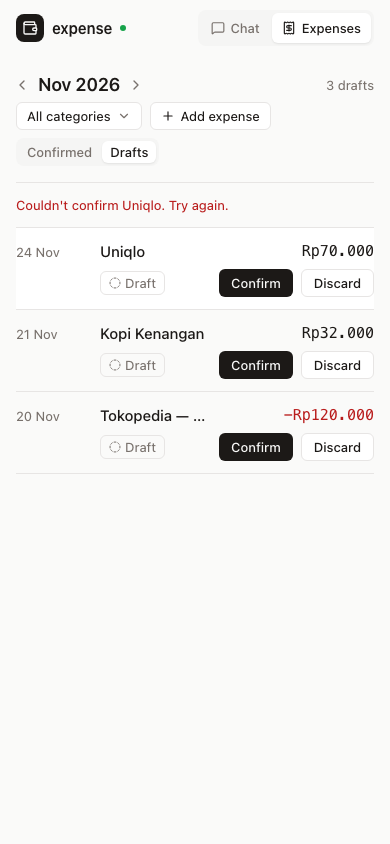 expense
Chat
Expenses
Nov 2026
3 drafts
All categories
Add expense
Confirmed
Drafts
Couldn't confirm Uniqlo. Try again.
24 Nov
Uniqlo
Rp70.000
Draft
Confirm
Discard
21 Nov
Kopi Kenangan
Rp32.000
Draft
Confirm
Discard
20 Nov
Tokopedia — ...
−Rp120.000
Draft
Confirm
Discard